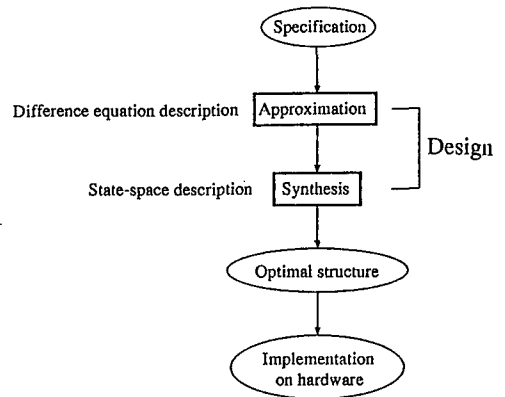 Specification
Difference equation description
Approximation
Design
State-space description
Synthesis
Optimal structure
Implementation
on hardware